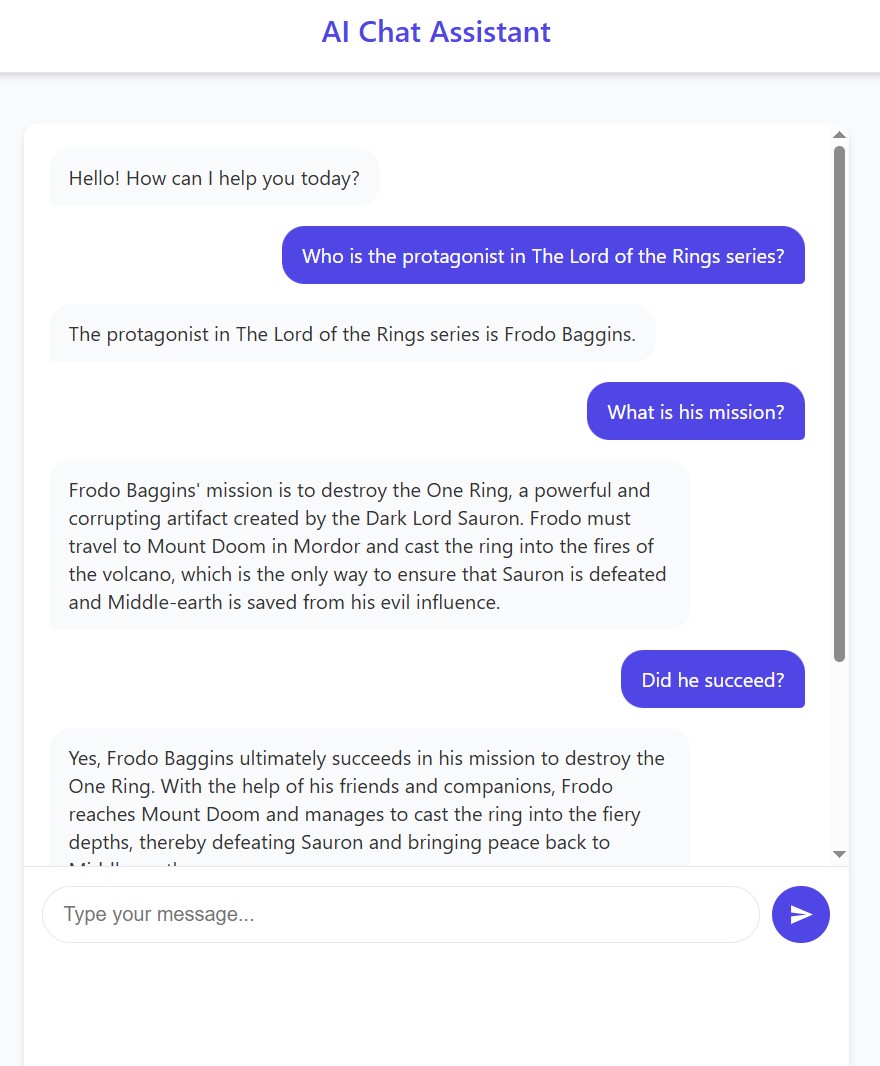 AI Chat Assistant
Hello! How can I help you today?
Who is the protagonist in The Lord of the Rings series?
The protagonist in The Lord of the Rings series is Frodo Baggins.
What is his mission?
Frodo Baggins' mission is to destroy the One Ring, a powerful and
corrupting artifact created by the Dark Lord Sauron. Frodo must
travel to Mount Doom in Mordor and cast the ring into the fires of
the volcano, which is the only way to ensure that Sauron is defeated
and Middle-earth is saved from his evil influence.
Did he succeed?
Yes, Frodo Baggins ultimately succeeds in his mission to destroy the
One Ring. With the help of his friends and companions, Frodo
reaches Mount Doom and manages to cast the ring into the fiery
depths, thereby defeating Sauron and bringing peace back to
Type your message...